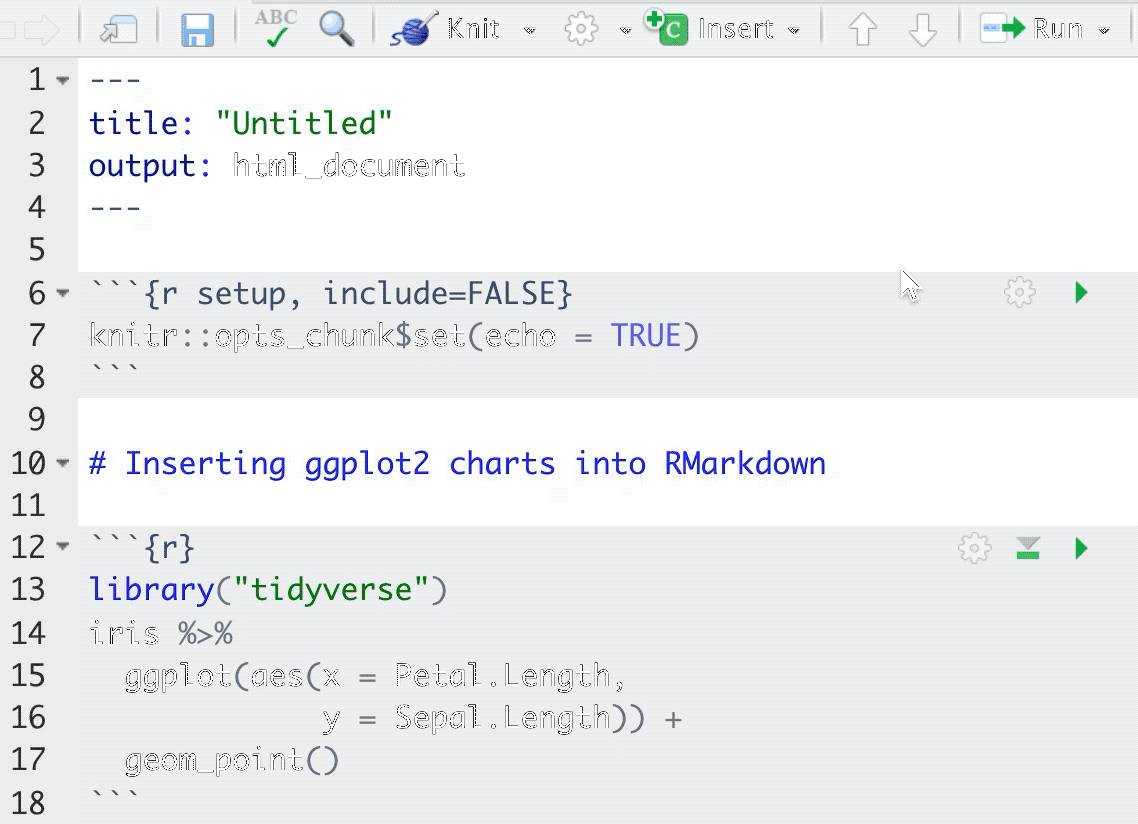 ABC
Knit
Insert
Run
1 ---
2 title: "Untitled"
3 output: html_document
4 ---
5
6 ```{r setup, include=FALSE}
7 knitr::opts_chunk$set(echo = TRUE)
8 ```
9
10 # Inserting ggplot2 charts into RMarkdown
11
12 ```{r}
13 library("tidyverse")
14 iris %>%
15   ggplot(aes(x = Petal.Length,
16              y = Sepal.Length)) +
17   geom_point()
18 ```